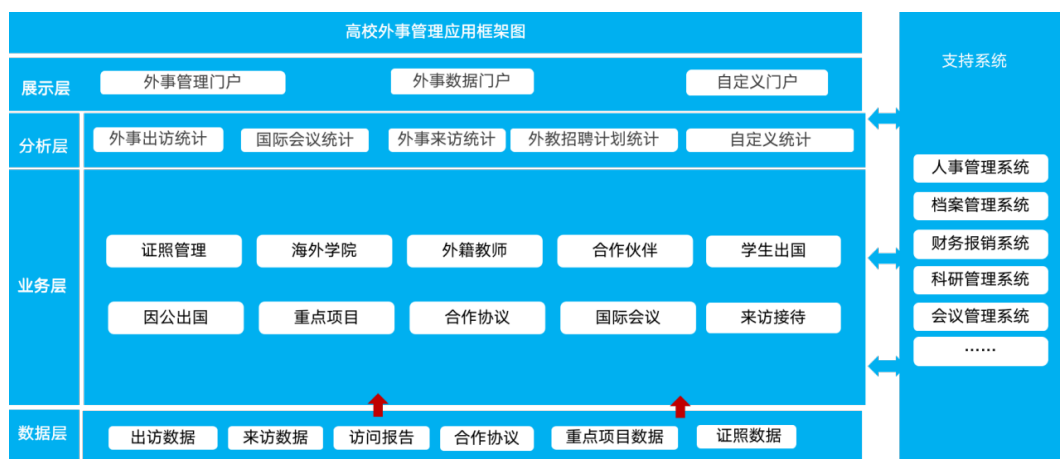 高校外事管理应用框架图
支持系统
展示层
外事管理门户
外事数据门户
自定义门户
分析层
外事出访统计
国际会议统计
外事来访统计
外教招聘计划统计
自定义统计
业务层
证照管理
海外学院
外籍教师
合作伙伴
学生出国
因公出国
重点项目
合作协议
国际会议
来访接待
数据层
出访数据
来访数据
访问报告
合作协议
重点项目数据
证照数据
人事管理系统
档案管理系统
财务报销系统
科研管理系统
会议管理系统
……